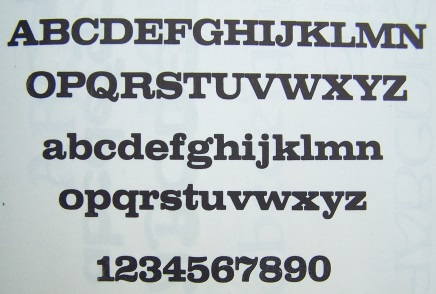 ABCDEFGHIJKLMN
OPQRSTUVWXYZ
abcdefghijklmn
opqrstuvwxyz
1234567890